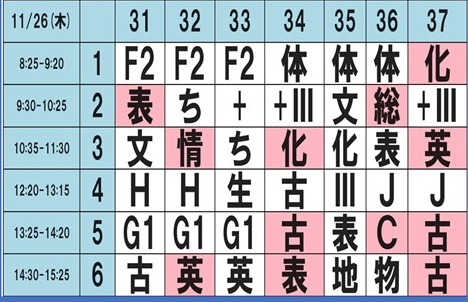 11/26(木) 31 32 33 34 35 36 37
8:25-9:20 1 F2 F2 F2 体 体 体 化
9:30-10:25 2 表 ち + +Ⅲ 文 総 +Ⅲ
10:35-11:30 3 文 情 ち 化 化 表 英
12:20-13:15 4 H H 生 古 Ⅲ J J
13:25-14:20 5 G1 G1 G1 古 表 C 古
14:30-15:25 6 古 英 英 表 地 物 古